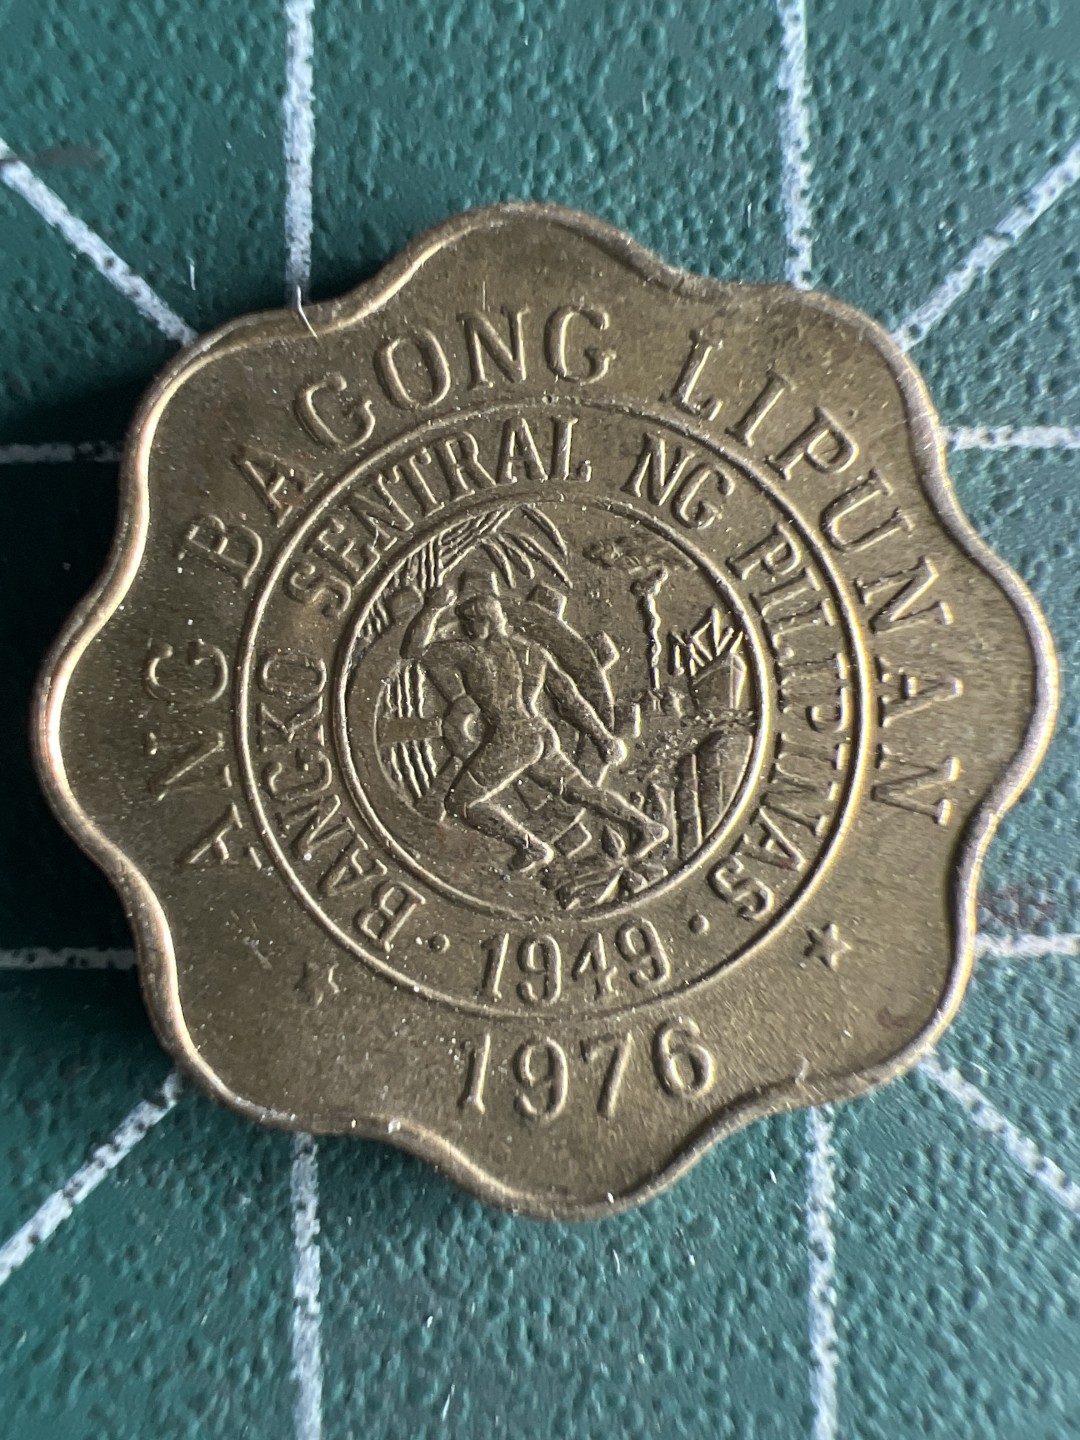 ANG BAGONG LIPUNAN
BANGKO SENTRAL NG PILIPINAS
· 1949 ·
1976